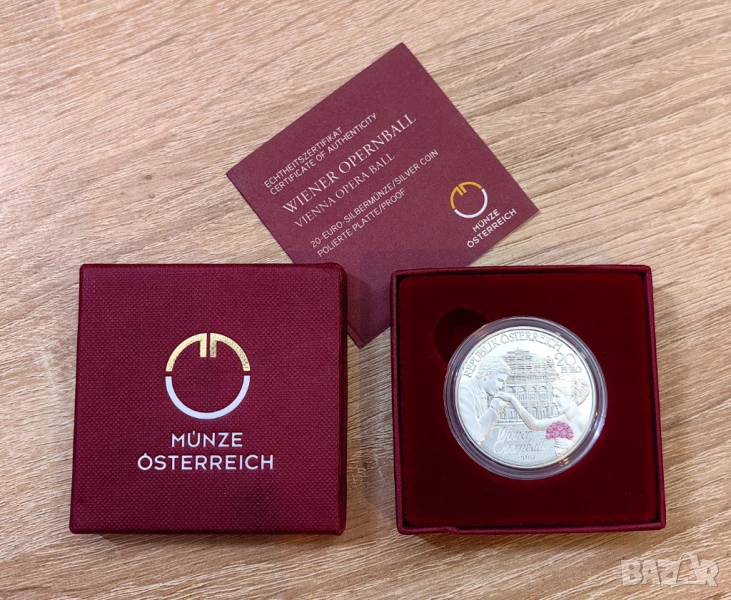 ECHTHEITSZERTIFIKAT
CERTIFICATE OF AUTHENTICITY
WIENER OPERNBALL
VIENNA OPERA BALL
20-EURO-SILBERMÜNZE/SILVER COIN
POLIERTE PLATTE/PROOF
MÜNZE
ÖSTERREICH
MÜNZE
ÖSTERREICH
REPUBLIK ÖSTERREICH
20
EURO
Wiener
Opernball
BAZAR